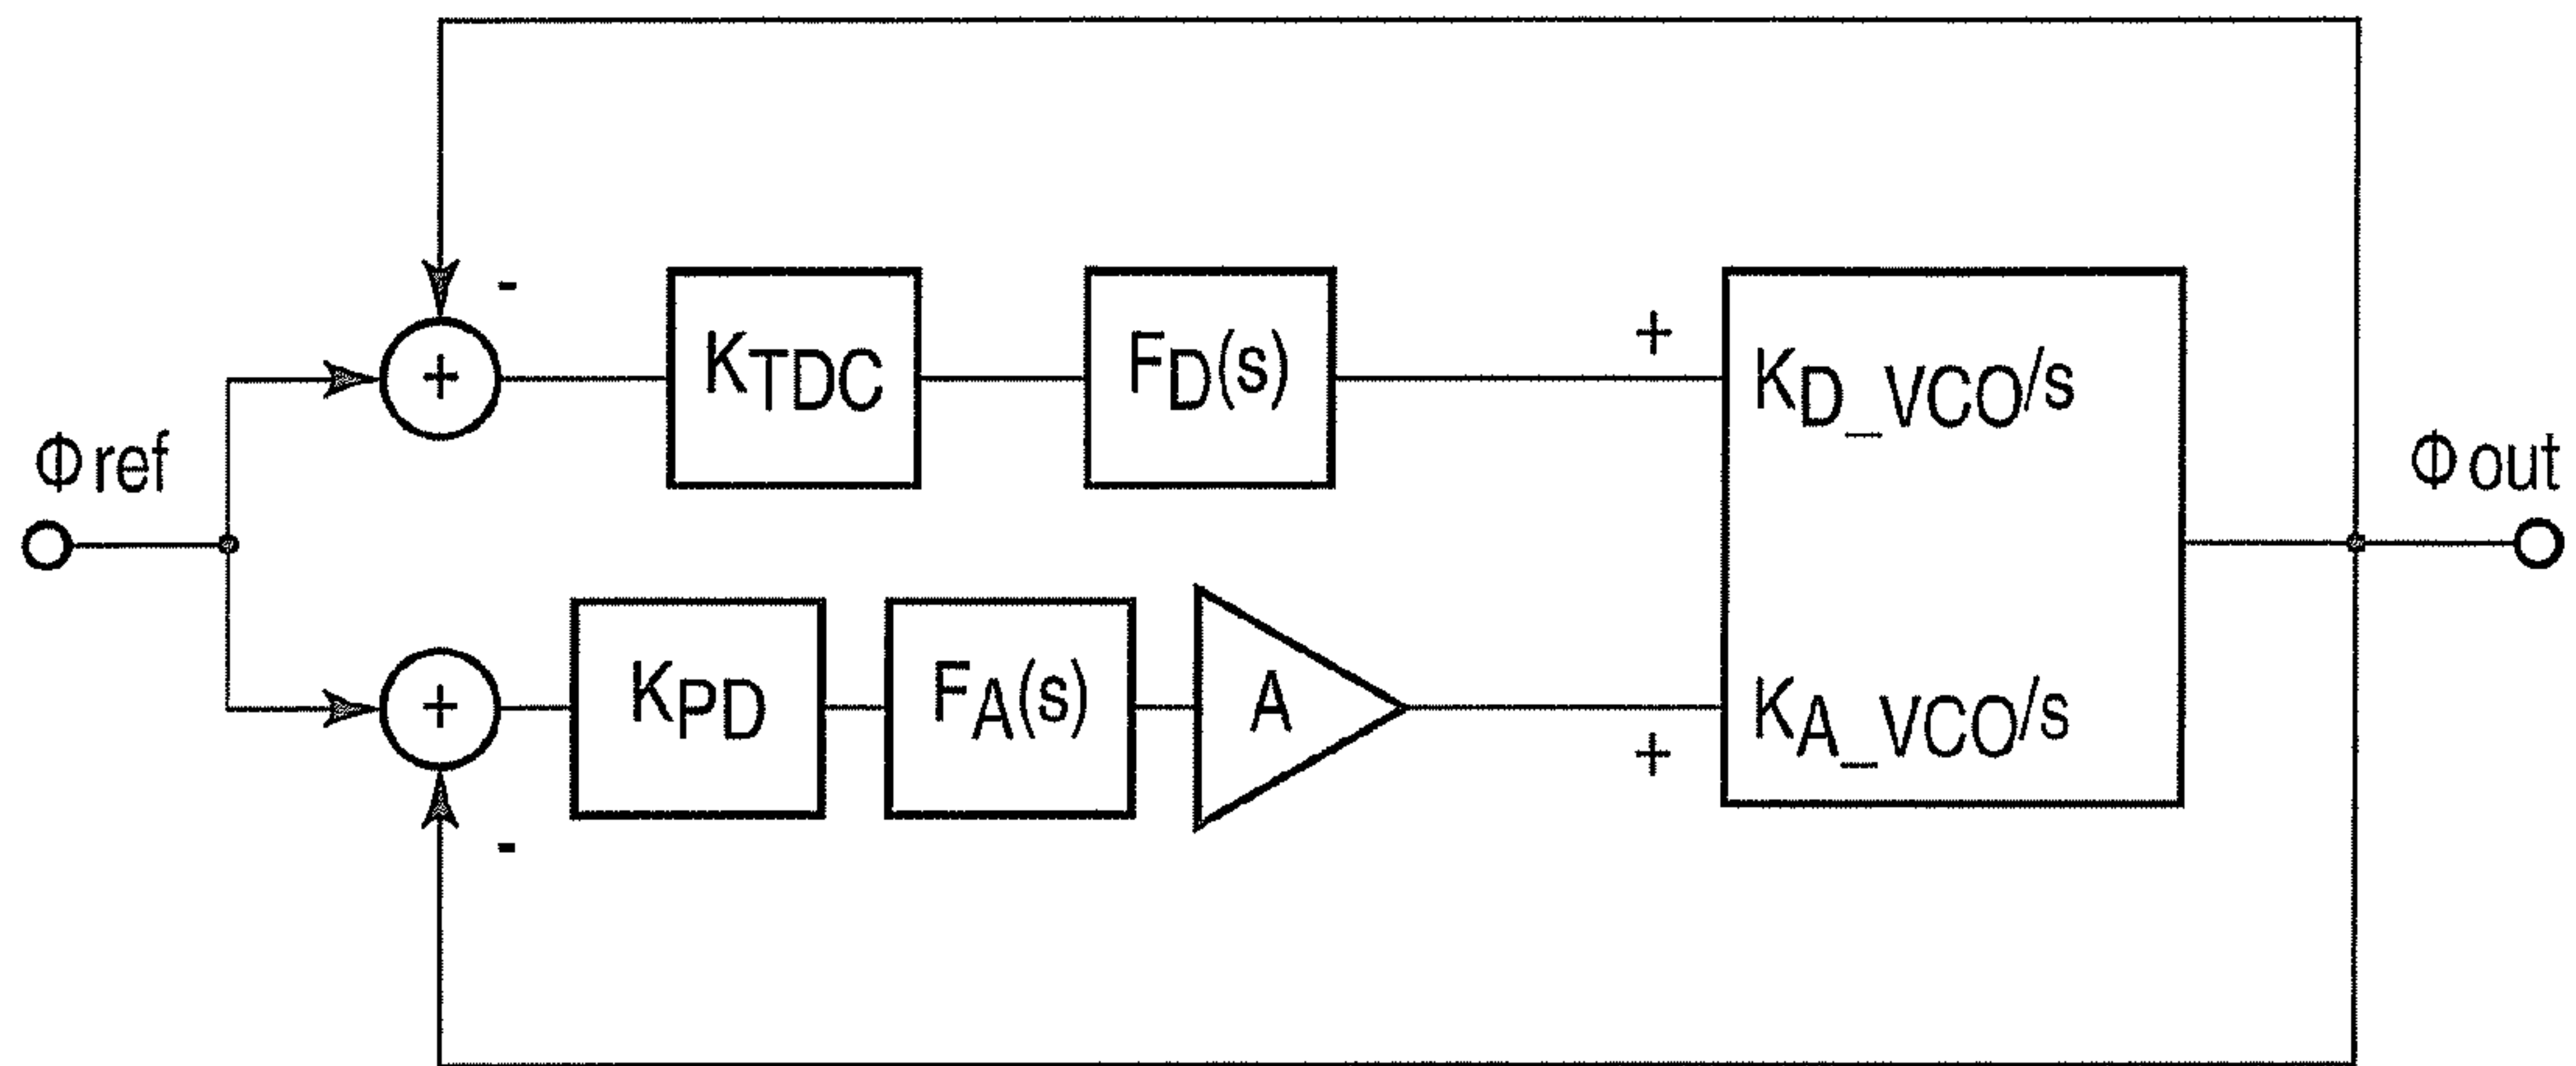 -
+
+
KTDC
FD(s)
KD_VCO/s
Φref
Φout
+
KPD
FA(s)
A
+
KA_VCO/s
-